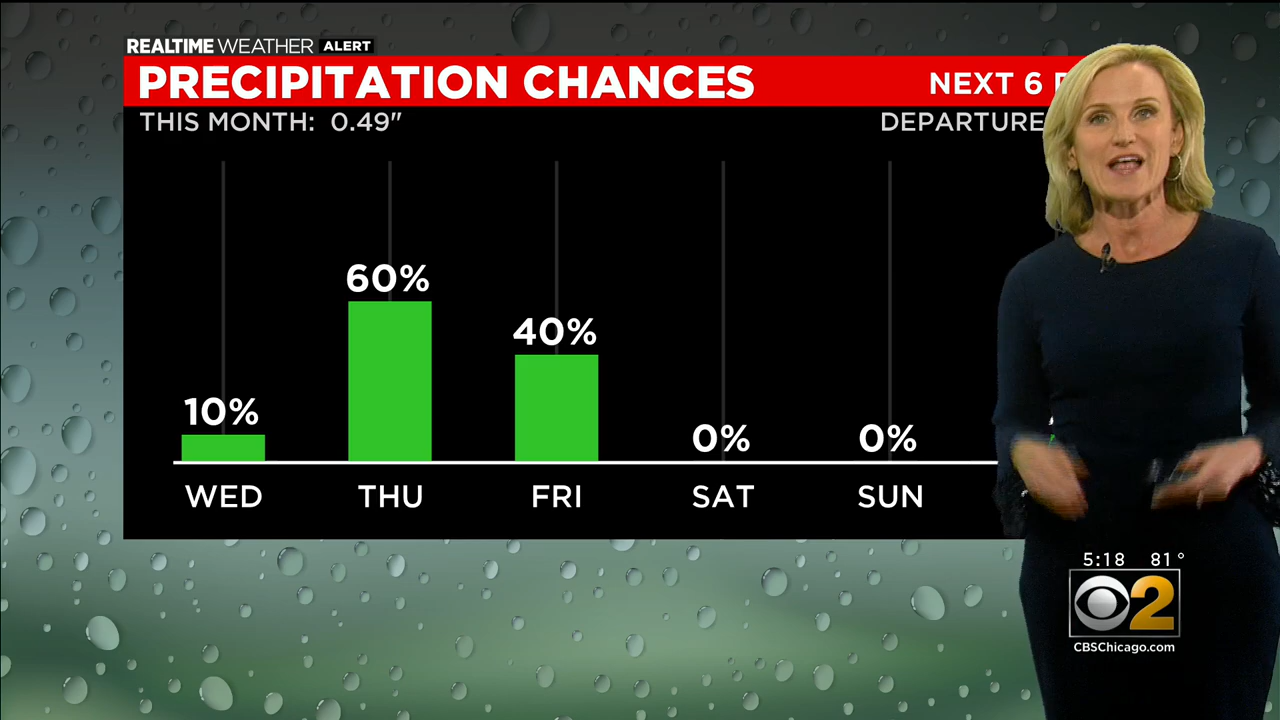 REALTIME WEATHER ALERT
PRECIPITATION CHANCES
NEXT 6
THIS MONTH: 0.49"
DEPARTURE
10%
60%
40%
0%
0%
WED
THU
FRI
SAT
SUN
5:18 81°
2
CBSChicago.com